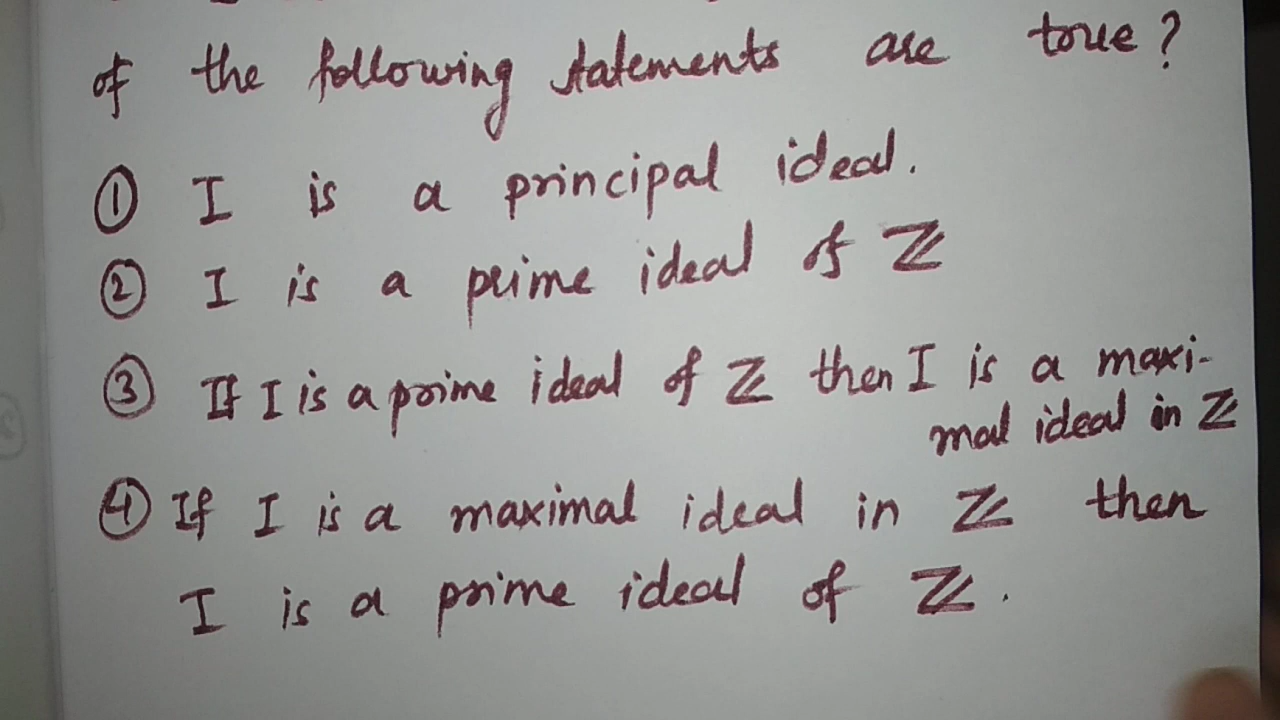 of the following statements are true?
① I is a principal ideal.
② I is a prime ideal of ℤ
③ If I is a prime ideal of ℤ then I is a maxi-
mal ideal in ℤ
④ If I is a maximal ideal in ℤ then
I is a prime ideal of ℤ.